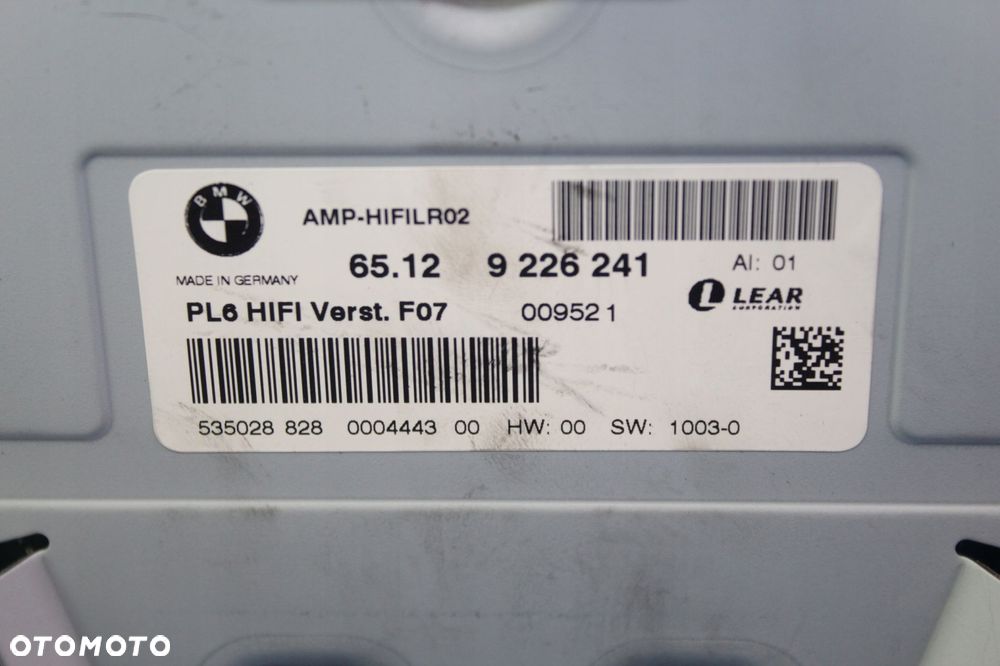 BMW
AMP-HIFILR02
65.12 9 226 241 AI: 01
MADE IN GERMANY
LEAR
CORPORATION
PL6 HIFI Verst. F07 009521
535028 828 0004443 00 HW: 00 SW: 1003-0
OTOMOTO